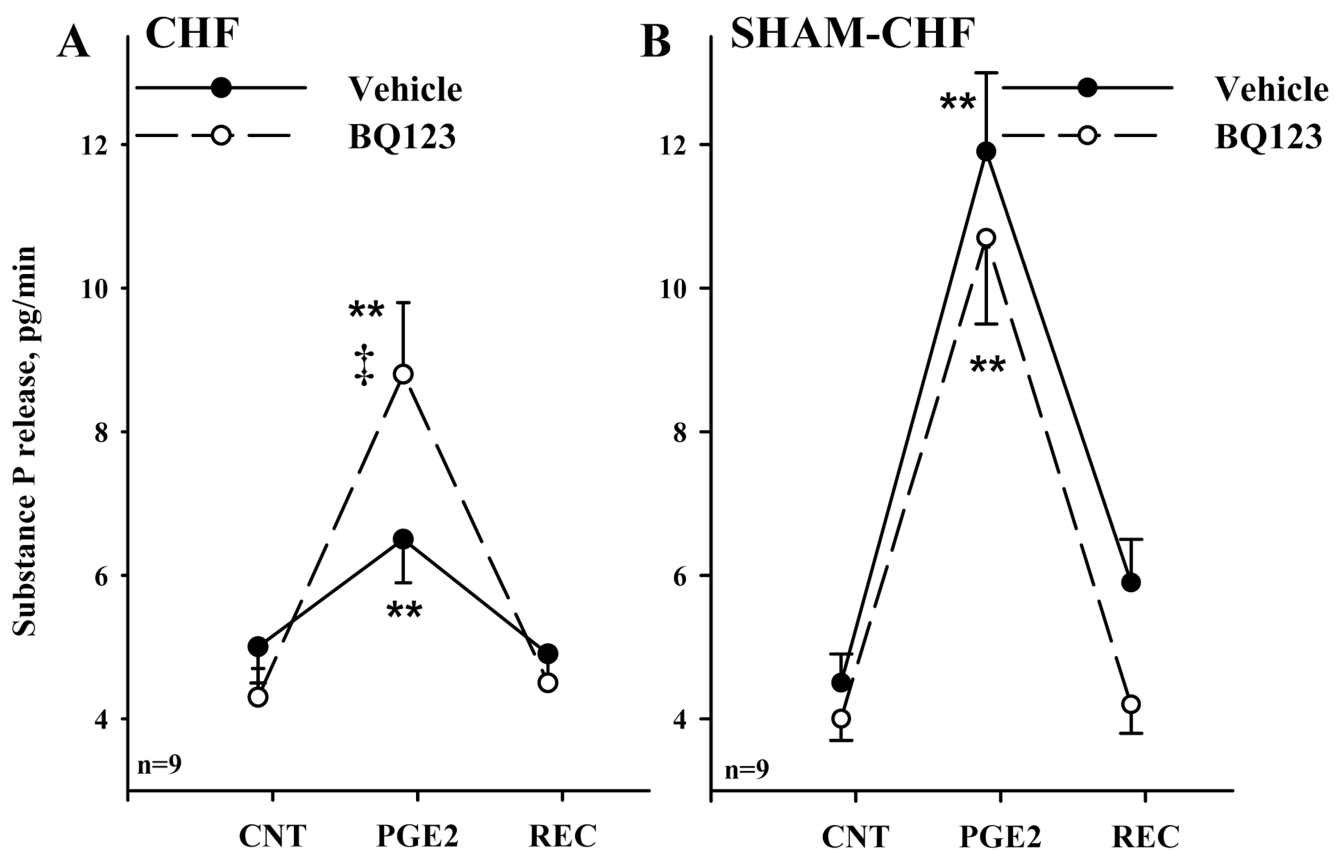 A CHF
Vehicle
BQ123
Substance P release, pg/min
12
10
8
6
4
**
‡
**
n=9
CNT PGE2 REC
B SHAM-CHF
Vehicle
BQ123
12
10
8
6
4
**
**
n=9
CNT PGE2 REC